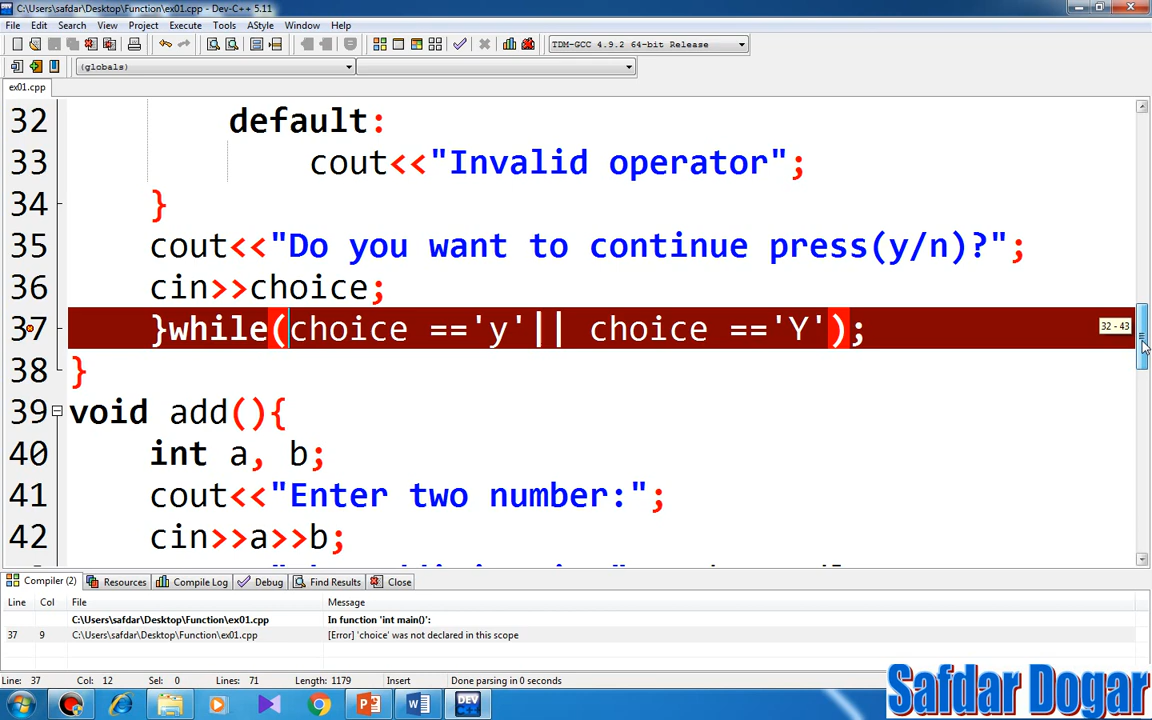 C:\Users\safdar\Desktop\Function\ex01.cpp - Dev-C++ 5.11
File Edit Search View Project Execute Tools AStyle Window Help
TDM-GCC 4.9.2 64-bit Release
(globals)
ex01.cpp
32 default:
33 cout<<"Invalid operator";
34 }
35 cout<<"Do you want to continue press(y/n)?";
36 cin>>choice;
37 }while(choice =='y'|| choice =='Y');
32 - 43
38 }
39 void add(){
40 int a, b;
41 cout<<"Enter two number:";
42 cin>>a>>b;
Compiler (2) Resources Compile Log Debug Find Results Close
Line Col File Message
C:\Users\safdar\Desktop\Function\ex01.cpp In function 'int main()':
37 9 C:\Users\safdar\Desktop\Function\ex01.cpp [Error] 'choice' was not declared in this scope
Line: 37 Col: 12 Sel: 0 Lines: 71 Length: 1179 Insert Done parsing in 0 seconds
DEV
Safdar Dogar